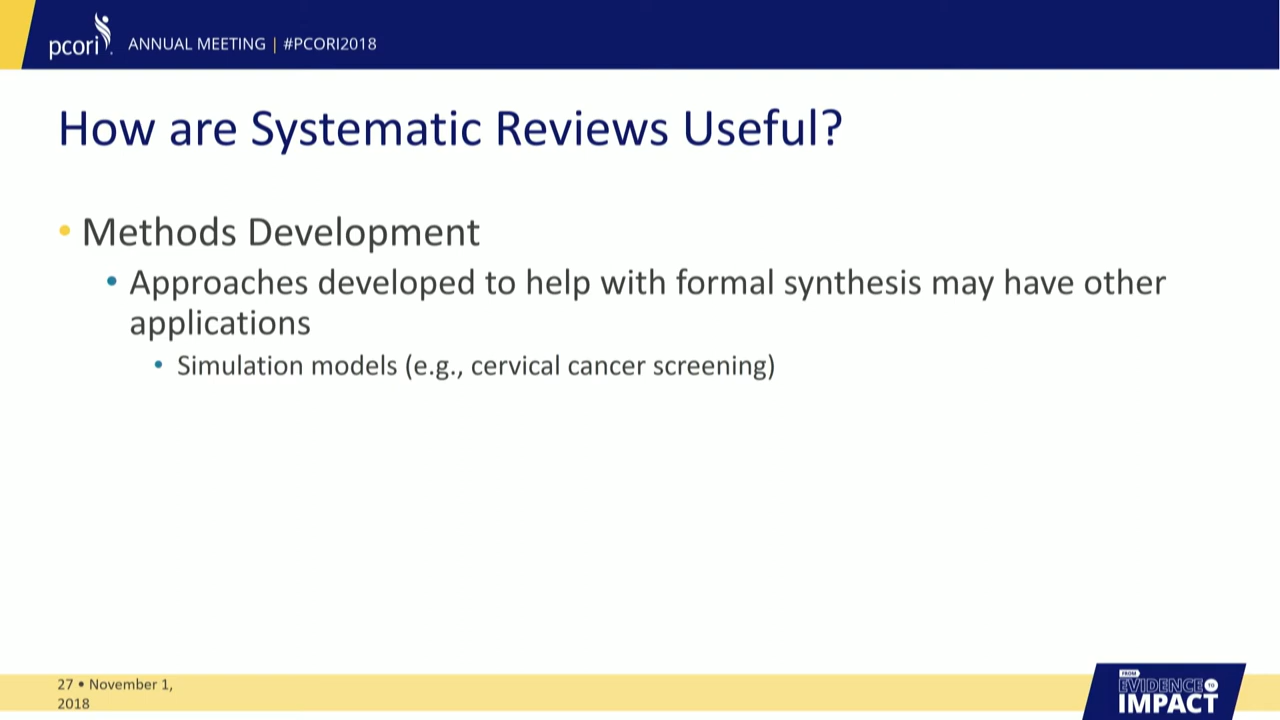 pcori
ANNUAL MEETING | #PCORI2018
How are Systematic Reviews Useful?
• Methods Development
• Approaches developed to help with formal synthesis may have other
applications
• Simulation models (e.g., cervical cancer screening)
27 • November 1,
2018
FROM
EVIDENCE TO
IMPACT